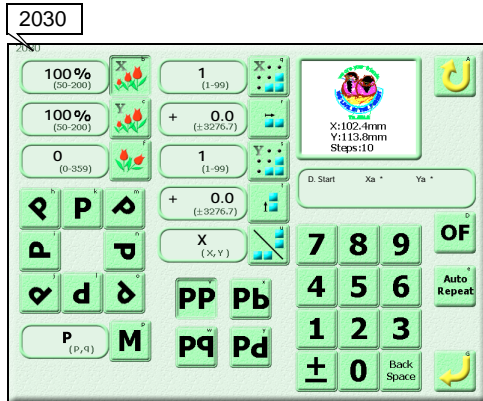 2030
2030
100%
(50-200)
X
b
100%
(50-200)
Y
c
0
(0-359)
P
P
P
P
P
P
P
P
P
(P,q)
M
1
(1-99)
X
+ 0.0
(±3276.7)
1
(1-99)
Y
+ 0.0
(±3276.7)
X
(X,Y)
PP
Pb
Pq
Pd
X:102.4mm
Y:113.8mm
Steps:10
D. Start Xa * Ya *
7 8 9
4 5 6
1 2 3
± 0 Back
Space
OF
Auto
Repeat